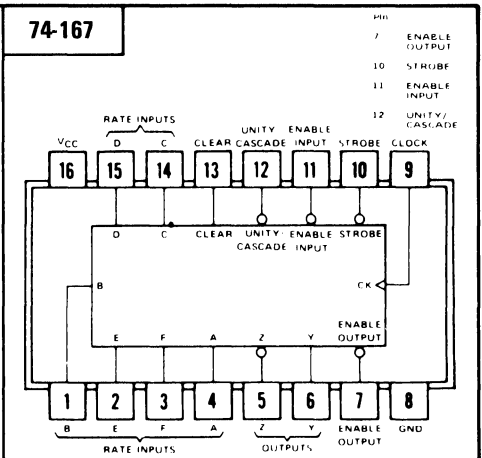 74-167
PIN
7 ENABLE OUTPUT
10 STROBE
11 ENABLE INPUT
12 UNITY/CASCADE
RATE INPUTS
VCC D C CLEAR UNITY CASCADE ENABLE INPUT STROBE CLOCK
16 15 14 13 12 11 10 9
D C CLEAR UNITY CASCADE ENABLE INPUT STROBE
B CK
E F A Z Y ENABLE OUTPUT
1 2 3 4 5 6 7 8
B E F A Z Y ENABLE OUTPUT GND
RATE INPUTS OUTPUTS